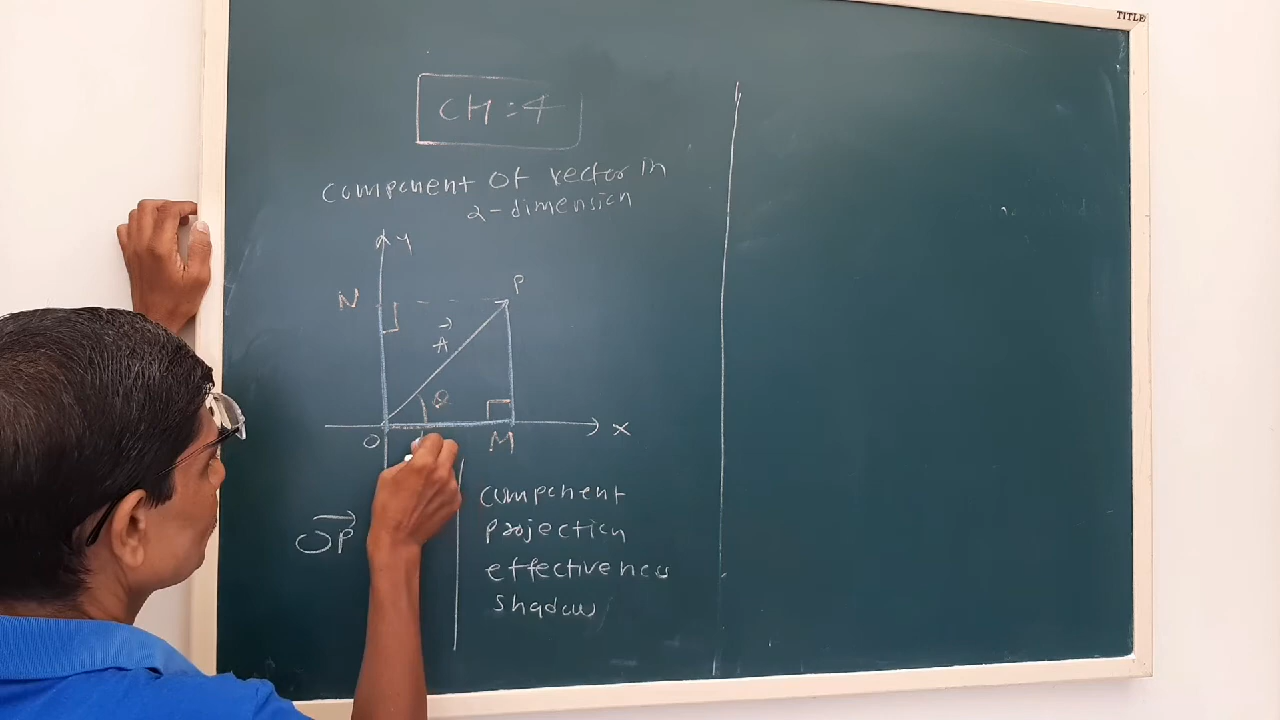 TITLE
CH = 4
component of vector in
2-dimension
y
N
P
A⃗
θ
O
M
x
OP⃗
component
projection
effectiveness
shadow